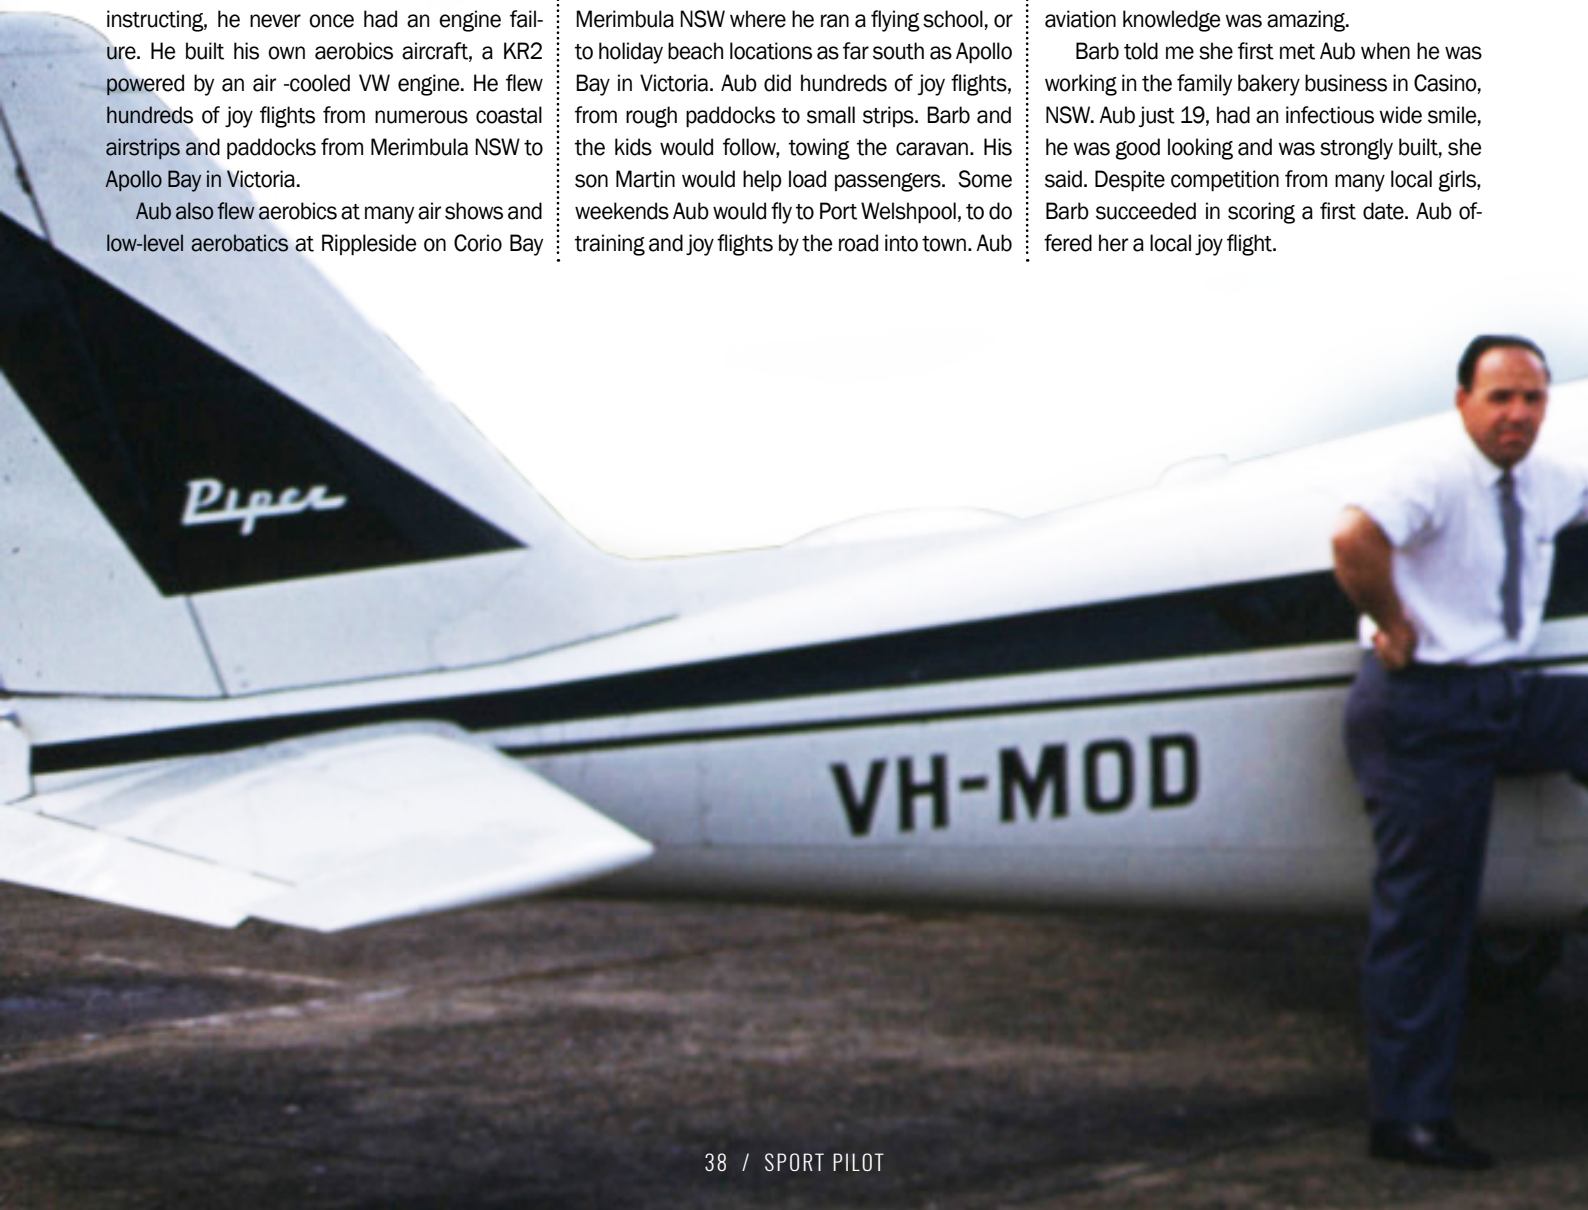 instructing, he never once had an engine fail-
ure. He built his own aerobics aircraft, a KR2
powered by an air -cooled VW engine. He flew
hundreds of joy flights from numerous coastal
airstrips and paddocks from Merimbula NSW to
Apollo Bay in Victoria.
Aub also flew aerobics at many air shows and
low-level aerobatics at Rippleside on Corio Bay
Merimbula NSW where he ran a flying school, or
to holiday beach locations as far south as Apollo
Bay in Victoria. Aub did hundreds of joy flights,
from rough paddocks to small strips. Barb and
the kids would follow, towing the caravan. His
son Martin would help load passengers. Some
weekends Aub would fly to Port Welshpool, to do
training and joy flights by the road into town. Aub
aviation knowledge was amazing.
Barb told me she first met Aub when he was
working in the family bakery business in Casino,
NSW. Aub just 19, had an infectious wide smile,
he was good looking and was strongly built, she
said. Despite competition from many local girls,
Barb succeeded in scoring a first date. Aub of-
fered her a local joy flight.
Piper
VH-MOD
38 / SPORT PILOT